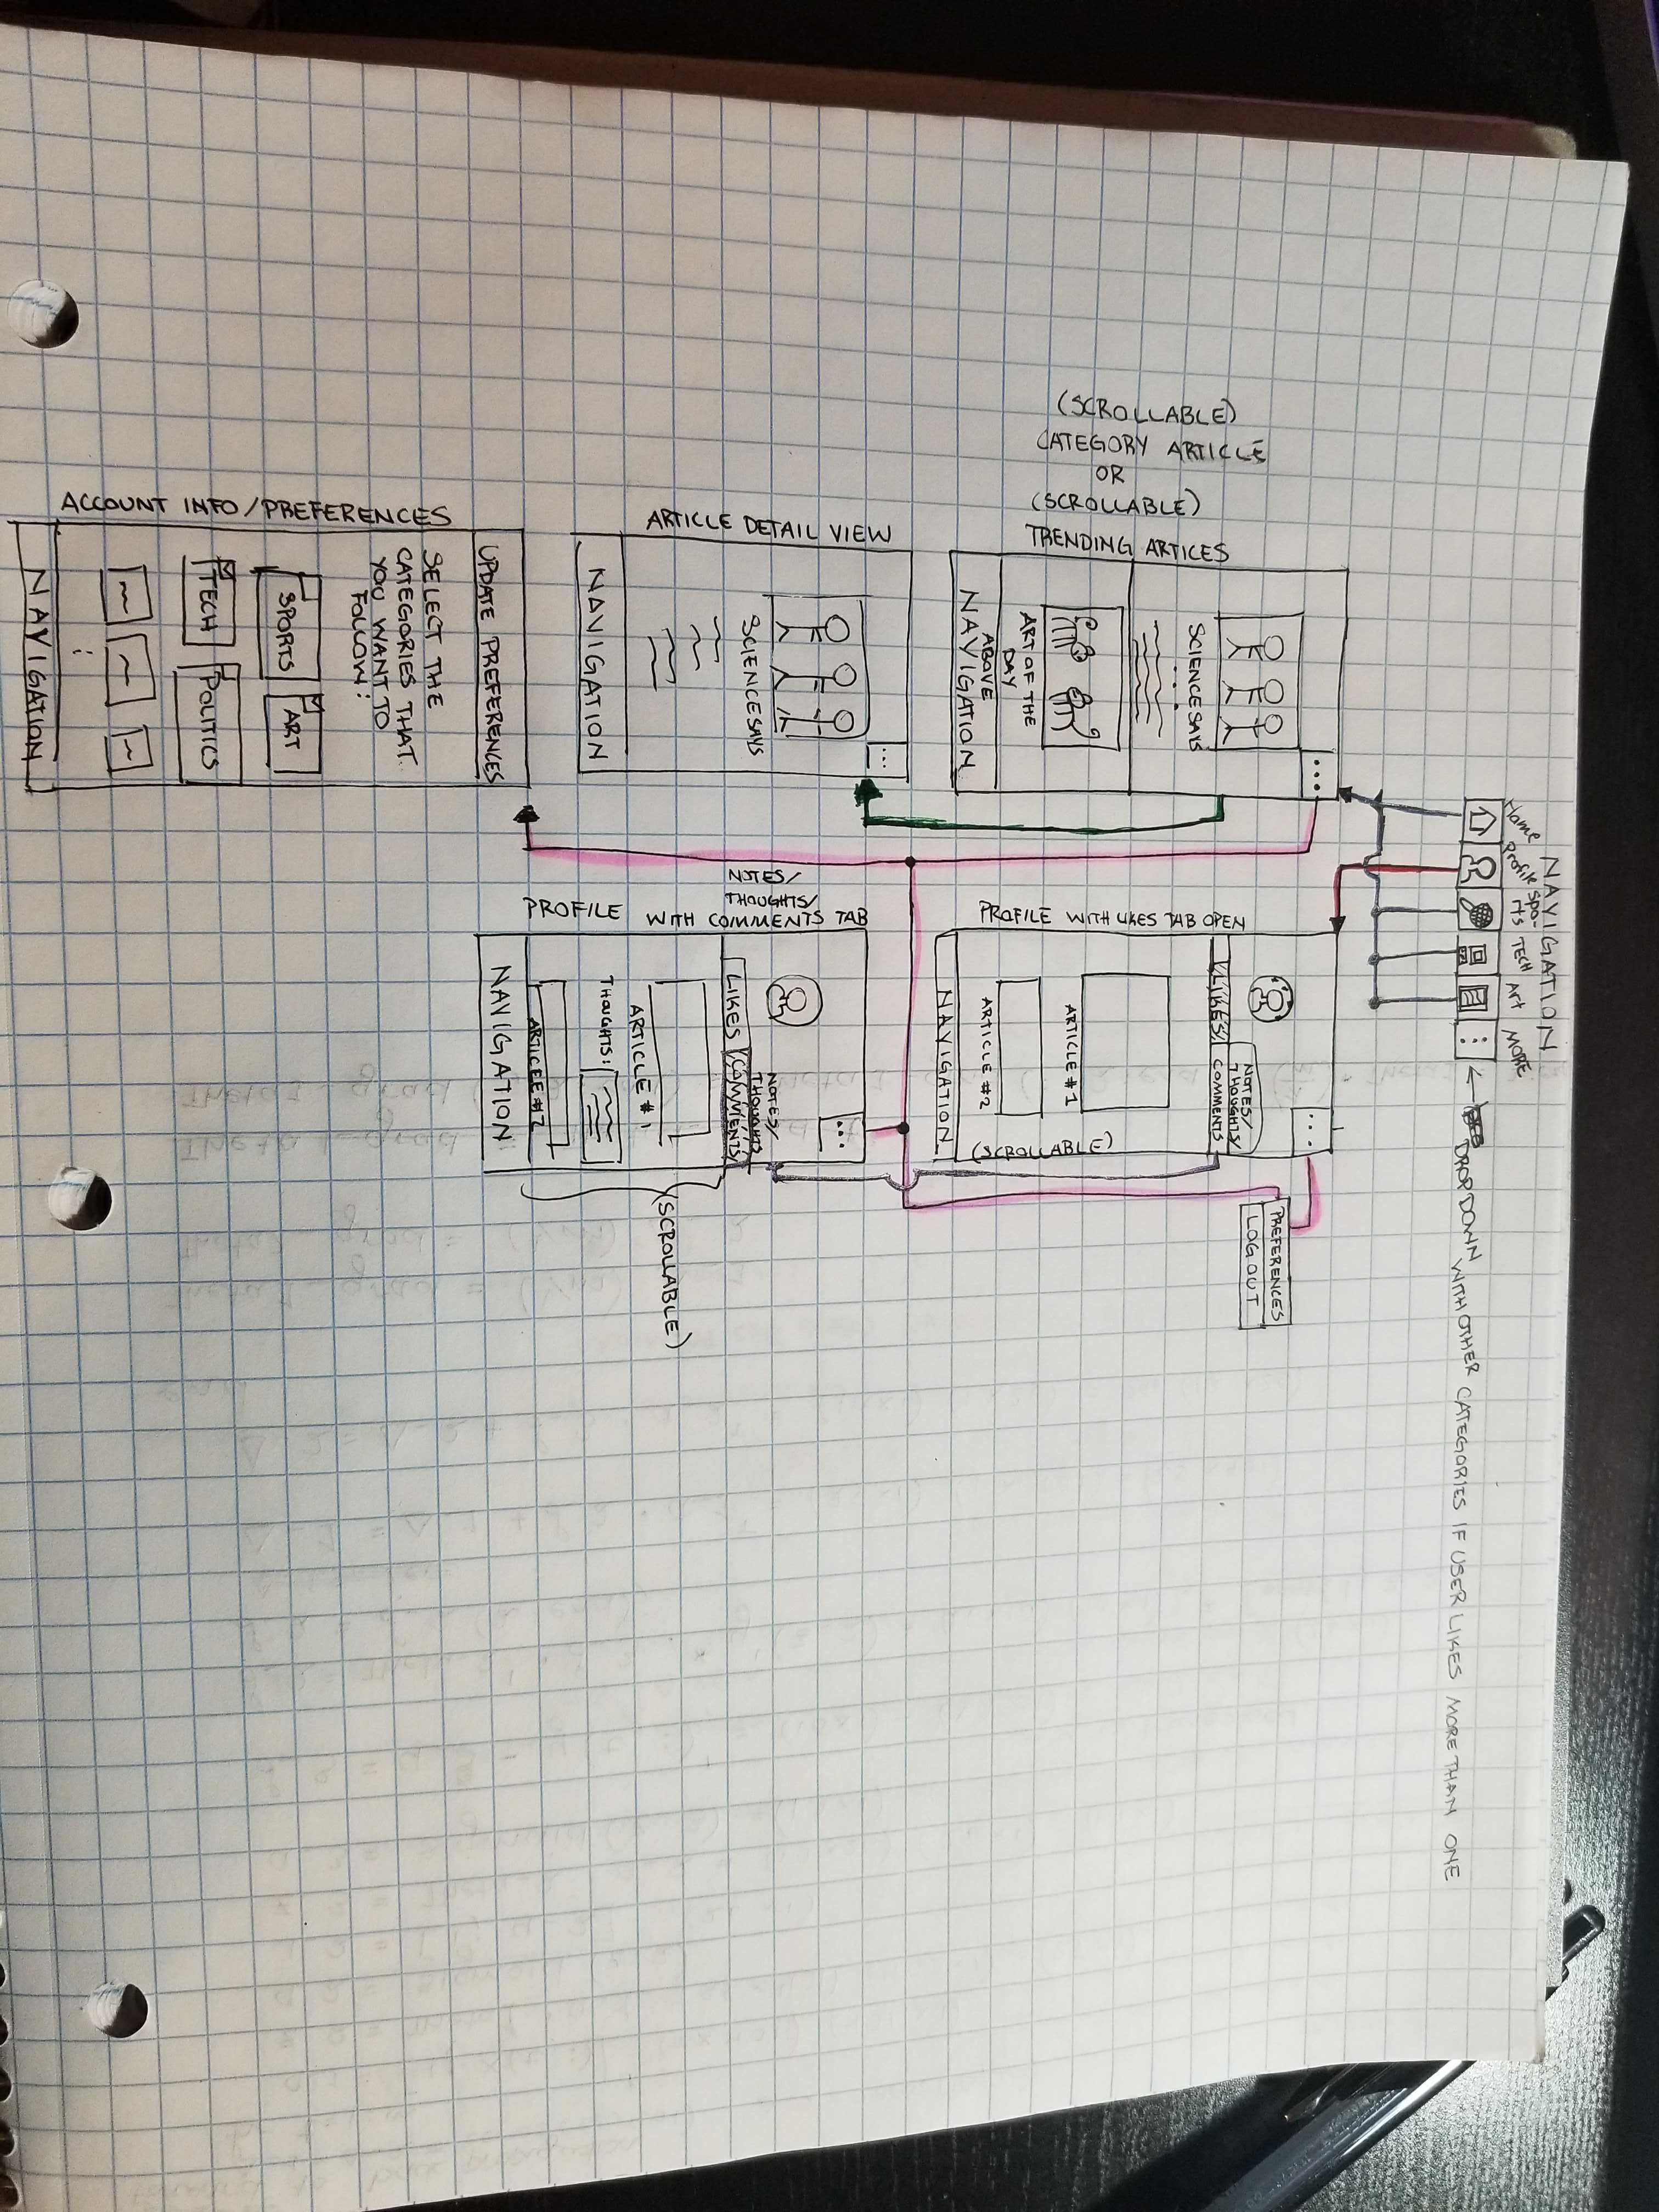 NAVIGATION
Home
Profile
Spo-
rts
TECH
Art
MORE
DROP DOWN WITH OTHER CATEGORIES IF USER LIKES MORE THAN ONE
(SCROLLABLE)
CATEGORY ARTICLE
OR
(SCROLLABLE)
TRENDING ARTICES
...
SCIENCE SAYS
ART OF THE
DAY
ABOVE
NAVIGATION
ARTICLE DETAIL VIEW
...
SCIENCE SAYS
NAVIGATION
ACCOUNT INFO/PREFERENCES
UPDATE PREFERENCES
SELECT THE
CATEGORIES THAT
YOU WANT TO
FOLLOW:
SPORTS
ART
TECH
POLITICS
NAVIGATION
PROFILE WITH LIKES TAB OPEN
...
PREFERENCES
LOG OUT
LIKES
NOTES/
THOUGHTS/
COMMENTS
ARTICLE #1
ARTICLE #2
(SCROLLABLE)
NAVIGATION
NOTES/
THOUGHTS/
PROFILE WITH COMMENTS TAB
...
LIKES
NOTES/
THOUGHTS/
COMMENTS/
ARTICLE #1
THOUGHTS:
ARTICLE #2
(SCROLLABLE)
NAVIGATION